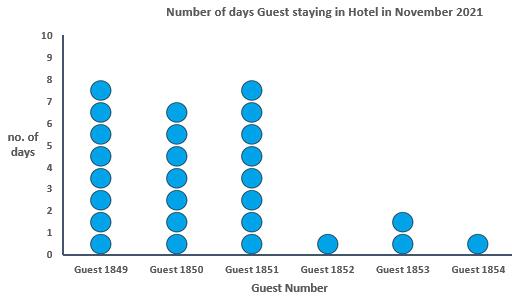 Number of days Guest staying in Hotel in November 2021
10
9
8
7
6
5
4
3
2
1
0
no. of
days
Guest 1849 Guest 1850 Guest 1851 Guest 1852 Guest 1853 Guest 1854
Guest Number